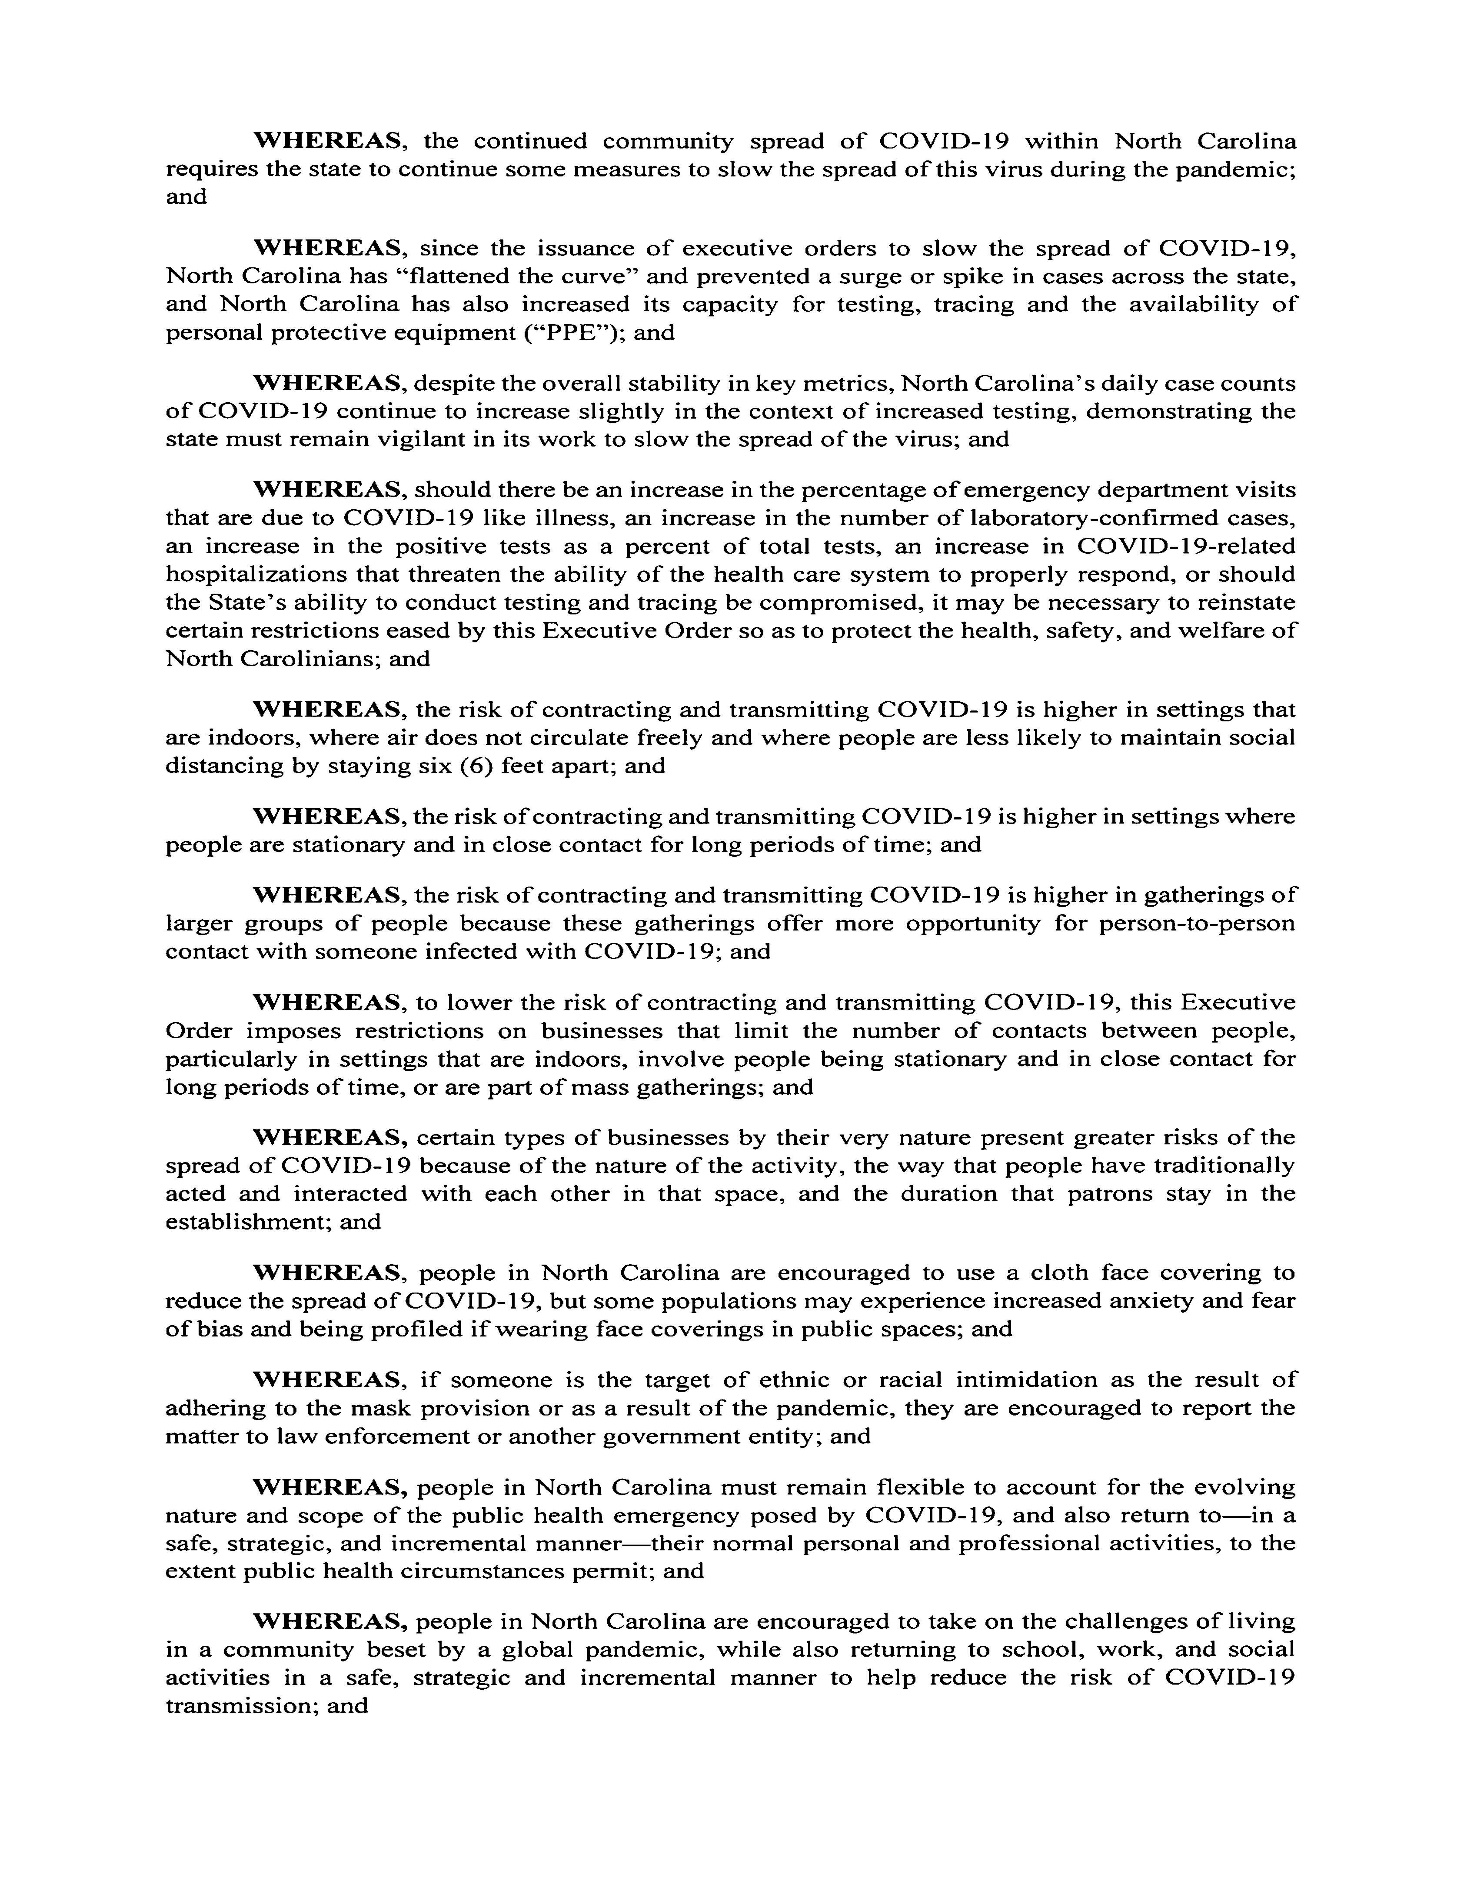 WHEREAS, the continued community spread of COVID-19 within North Carolina
requires the state to continue some measures to slow the spread of this virus during the pandemic;
and
WHEREAS, since the issuance of executive orders to slow the spread of COVID-19,
North Carolina has “flattened the curve” and prevented a surge or spike in cases across the state,
and North Carolina has also increased its capacity for testing, tracing and the availability of
personal protective equipment (“PPE”); and
WHEREAS, despite the overall stability in key metrics, North Carolina’s daily case counts
of COVID-19 continue to increase slightly in the context of increased testing, demonstrating the
state must remain vigilant in its work to slow the spread of the virus; and
WHEREAS, should there be an increase in the percentage of emergency department visits
that are due to COVID-19 like illness, an increase in the number of laboratory-confirmed cases,
an increase in the positive tests as a percent of total tests, an increase in COVID-19-related
hospitalizations that threaten the ability of the health care system to properly respond, or should
the State’s ability to conduct testing and tracing be compromised, it may be necessary to reinstate
certain restrictions eased by this Executive Order so as to protect the health, safety, and welfare of
North Carolinians; and
WHEREAS, the risk of contracting and transmitting COVID-19 is higher in settings that
are indoors, where air does not circulate freely and where people are less likely to maintain social
distancing by staying six (6) feet apart; and
WHEREAS, the risk of contracting and transmitting COVID-19 is higher in settings where
people are stationary and in close contact for long periods of time; and
WHEREAS, the risk of contracting and transmitting COVID-19 is higher in gatherings of
larger groups of people because these gatherings offer more opportunity for person-to-person
contact with someone infected with COVID-19; and
WHEREAS, to lower the risk of contracting and transmitting COVID-19, this Executive
Order imposes restrictions on businesses that limit the number of contacts between people,
particularly in settings that are indoors, involve people being stationary and in close contact for
long periods of time, or are part of mass gatherings; and
WHEREAS, certain types of businesses by their very nature present greater risks of the
spread of COVID-19 because of the nature of the activity, the way that people have traditionally
acted and interacted with each other in that space, and the duration that patrons stay in the
establishment; and
WHEREAS, people in North Carolina are encouraged to use a cloth face covering to
reduce the spread of COVID-19, but some populations may experience increased anxiety and fear
of bias and being profiled if wearing face coverings in public spaces; and
WHEREAS, if someone is the target of ethnic or racial intimidation as the result of
adhering to the mask provision or as a result of the pandemic, they are encouraged to report the
matter to law enforcement or another government entity; and
WHEREAS, people in North Carolina must remain flexible to account for the evolving
nature and scope of the public health emergency posed by COVID-19, and also return to—in a
safe, strategic, and incremental manner—their normal personal and professional activities, to the
extent public health circumstances permit; and
WHEREAS, people in North Carolina are encouraged to take on the challenges of living
in a community beset by a global pandemic, while also returning to school, work, and social
activities in a safe, strategic and incremental manner to help reduce the risk of COVID-19
transmission; and